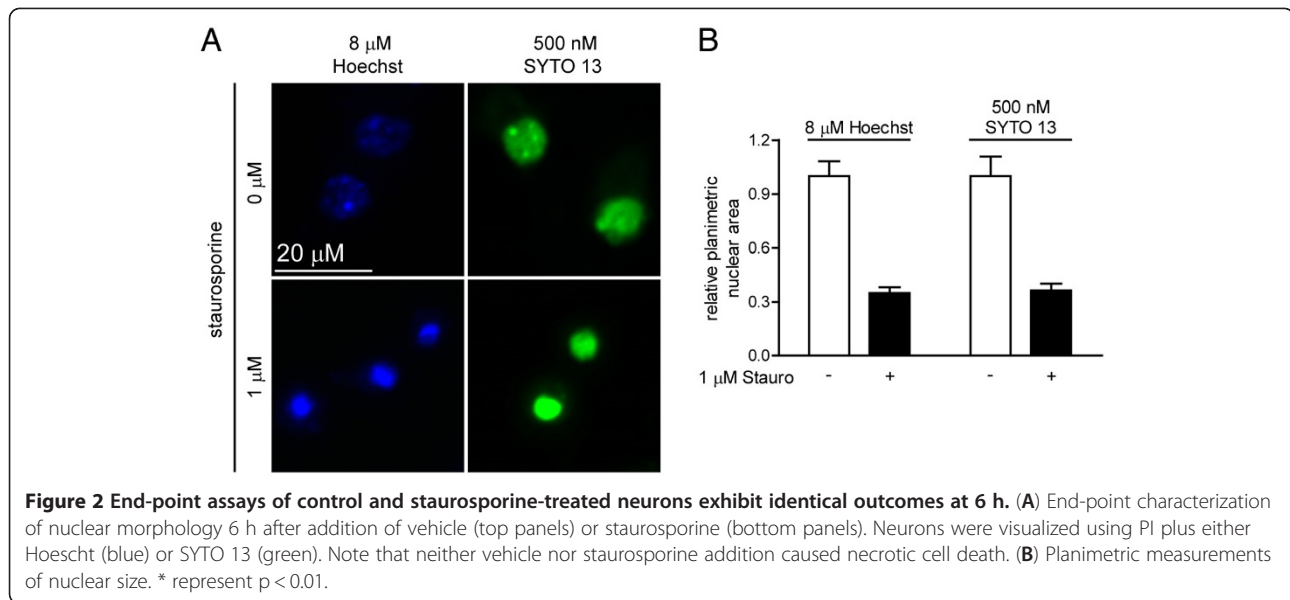 A
8 μM
Hoechst
500 nM
SYTO 13
staurosporine
0 μM
20 μM
1 μM
B
8 μM Hoechst
500 nM
SYTO 13
relative planimetric
nuclear area
1.2
0.9
0.6
0.3
0.0
1 μM Stauro - + - +
Figure 2 End-point assays of control and staurosporine-treated neurons exhibit identical outcomes at 6 h. (A) End-point characterization
of nuclear morphology 6 h after addition of vehicle (top panels) or staurosporine (bottom panels). Neurons were visualized using PI plus either
Hoescht (blue) or SYTO 13 (green). Note that neither vehicle nor staurosporine addition caused necrotic cell death. (B) Planimetric measurements
of nuclear size. * represent p < 0.01.